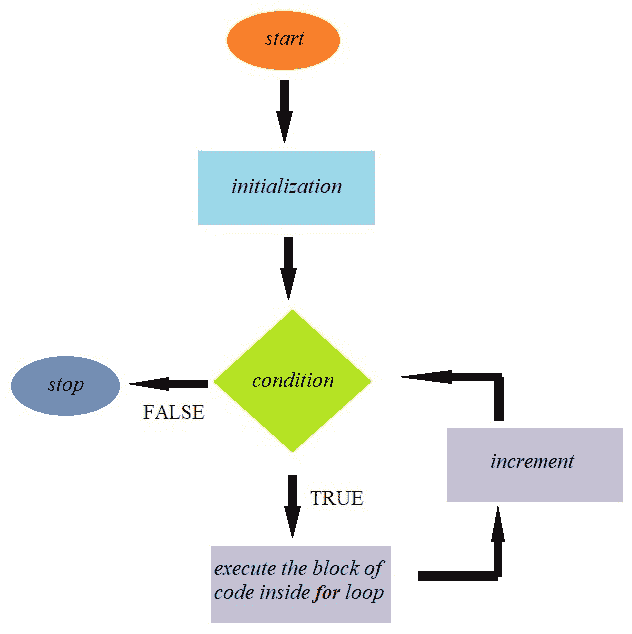 start
initialization
condition
stop
FALSE
increment
TRUE
execute the block of
code inside for loop